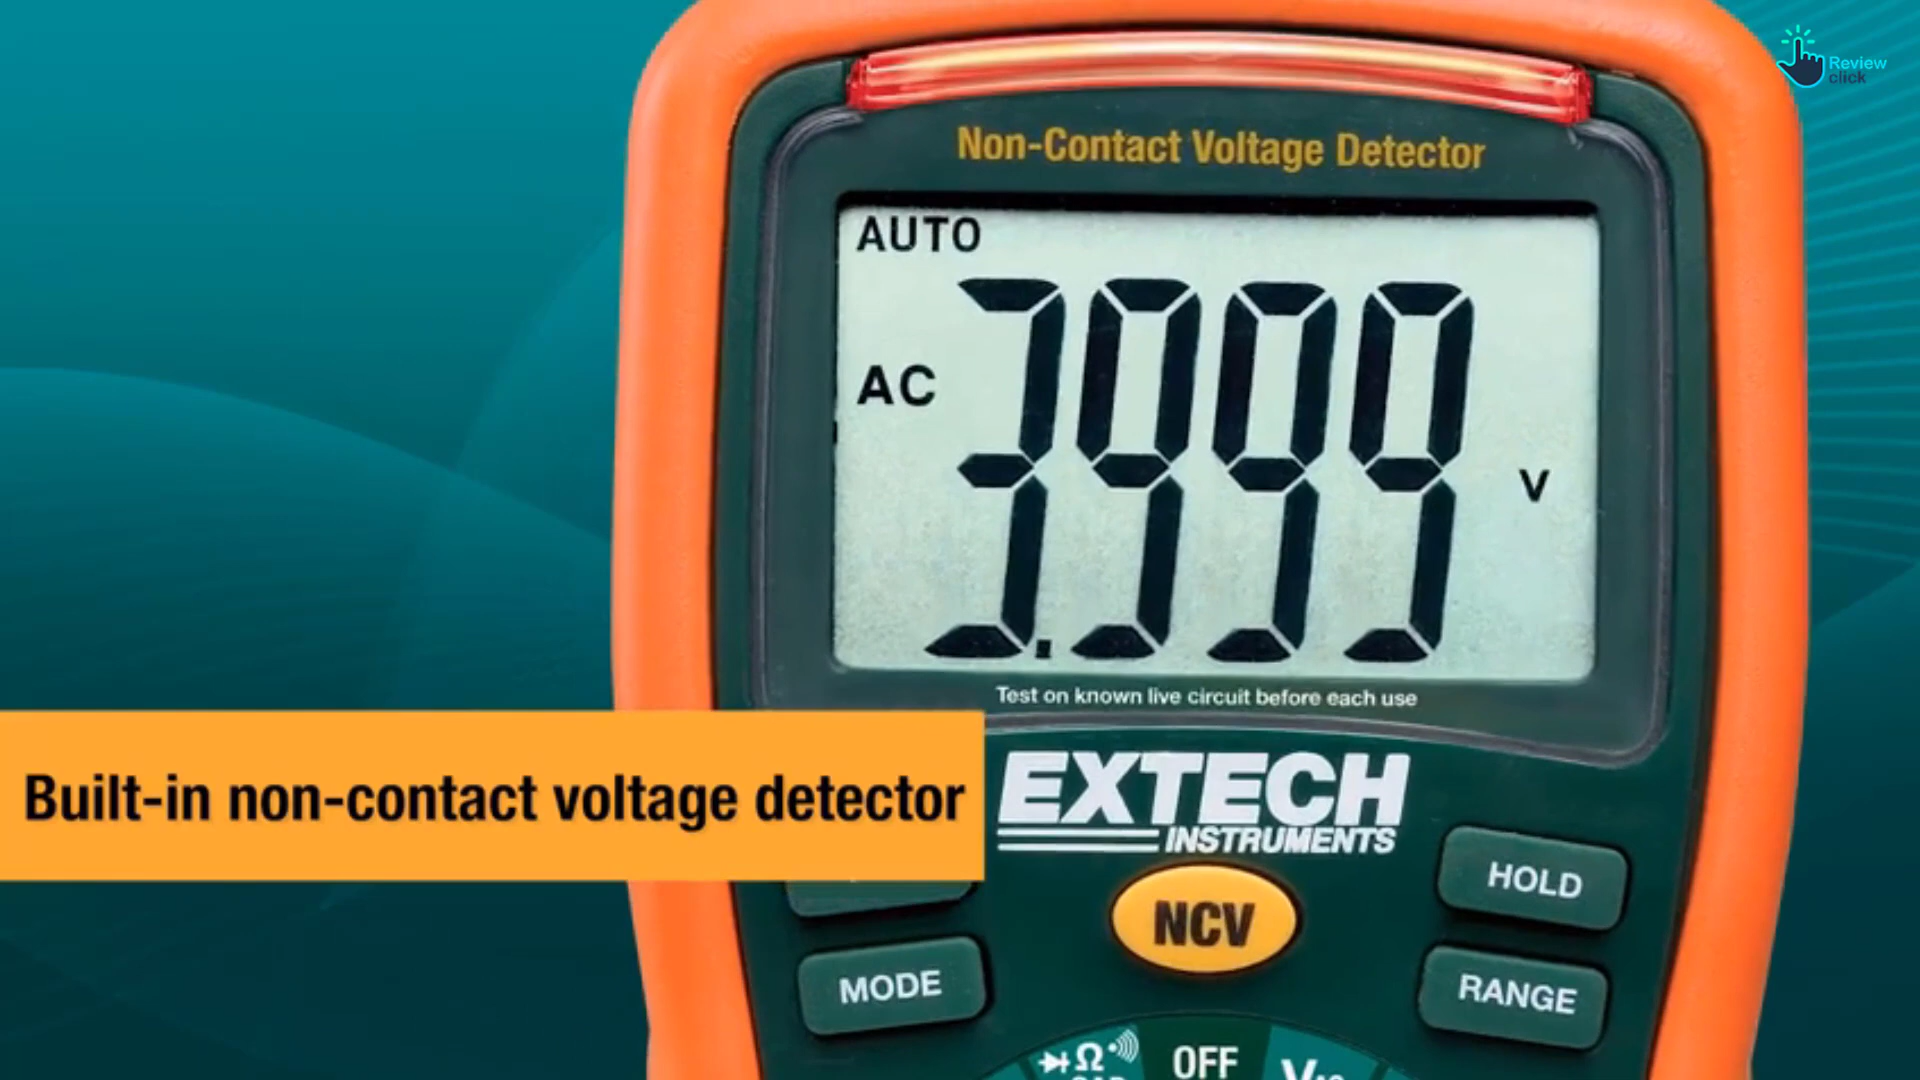 Review
click
Non-Contact Voltage Detector
AUTO
AC
3.999
V
Test on known live circuit before each use
Built-in non-contact voltage detector
EXTECH
INSTRUMENTS
HOLD
NCV
MODE
RANGE
Ω
OFF